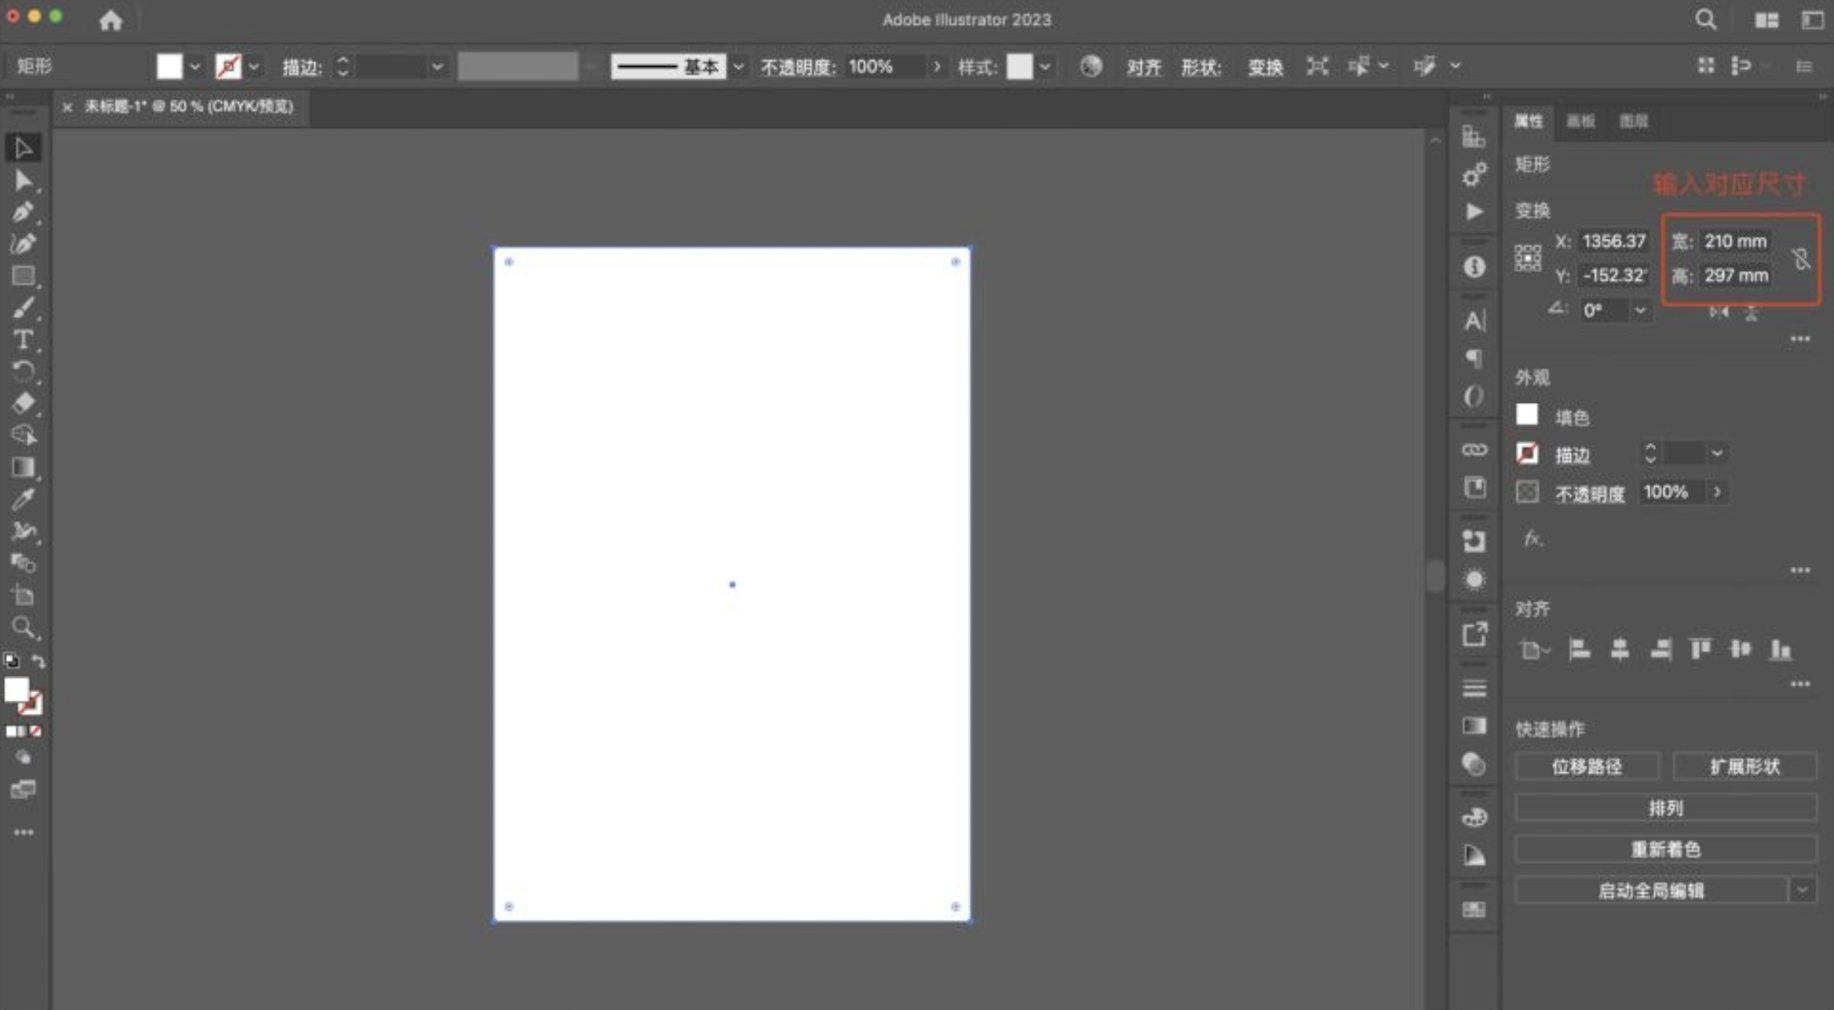 Adobe Illustrator 2023
矩形 描边: 基本 不透明度: 100% 样式: 对齐 形状: 变换
未标题-1* @ 50 % (CMYK/预览)
属性 画板 图层
矩形
输入对应尺寸
变换
X: 1356.37 宽: 210 mm
Y: -152.32 高: 297 mm
0°
外观
填色
描边
不透明度 100%
fx.
对齐
快速操作
位移路径 扩展形状
排列
重新着色
启动全局编辑